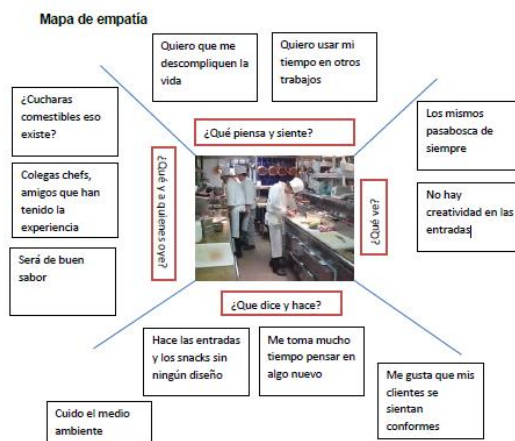 Mapa de empatía
Quiero que me
descompliquen la
vida
Quiero usar mi
tiempo en otros
trabajos
¿Cucharas
comestibles eso
existe?
¿Qué piensa y siente?
Los mismos
pasabosca de
siempre
Colegas chefs,
amigos que han
tenido la
experiencia
¿Qué y a quienes oye?
¿Qué ve?
No hay
creatividad en las
entradas
Será de buen
sabor
¿Que dice y hace?
Hace las entradas
y los snacks sin
ningún diseño
Me toma mucho
tiempo pensar en
algo nuevo
Me gusta que mis
clientes se
sientan
conformes
Cuido el medio
ambiente